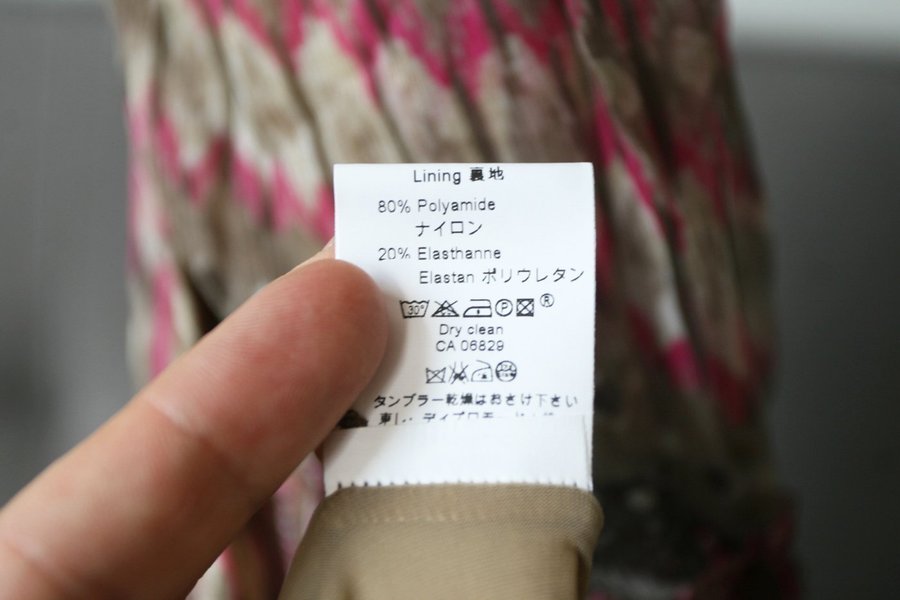 Lining 裏地
80% Polyamide
ナイロン
20% Elasthanne
Elastan ポリウレタン
30° P ®
Dry clean
CA 06829
タンブラー乾燥はおさけ下さい